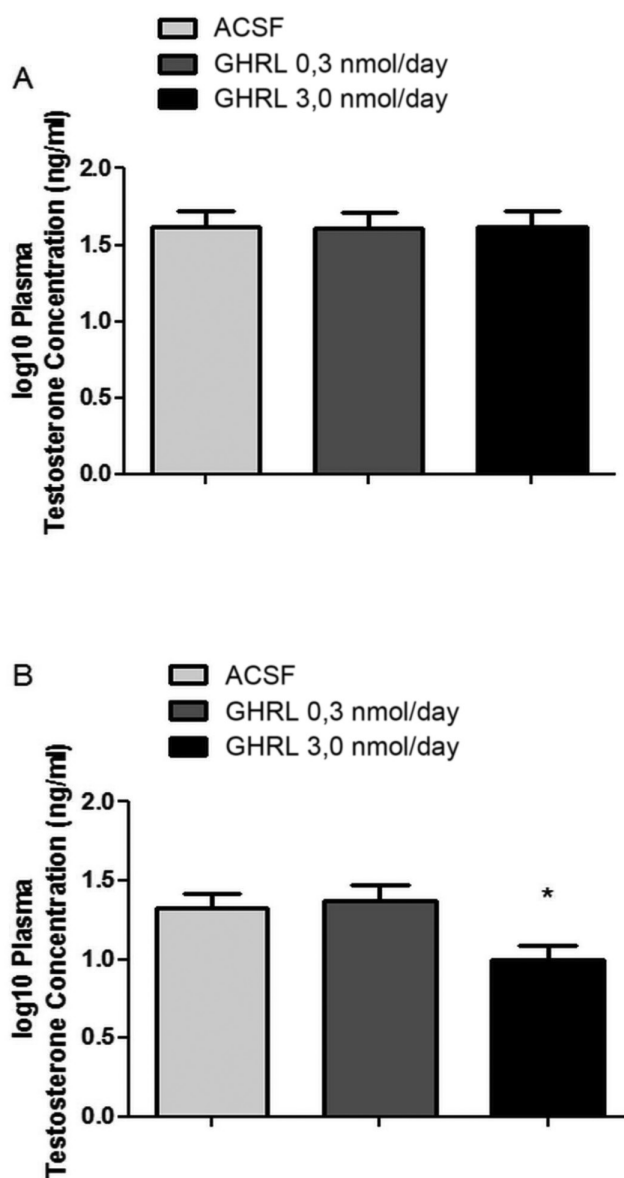 A
ACSF
GHRL 0,3 nmol/day
GHRL 3,0 nmol/day
log10 Plasma
Testosterone Concentration (ng/ml)
2.0
1.5
1.0
0.5
0.0
B
ACSF
GHRL 0,3 nmol/day
GHRL 3,0 nmol/day
log10 Plasma
Testosterone Concentration (ng/ml)
2.0
1.5
1.0
0.5
0.0
*